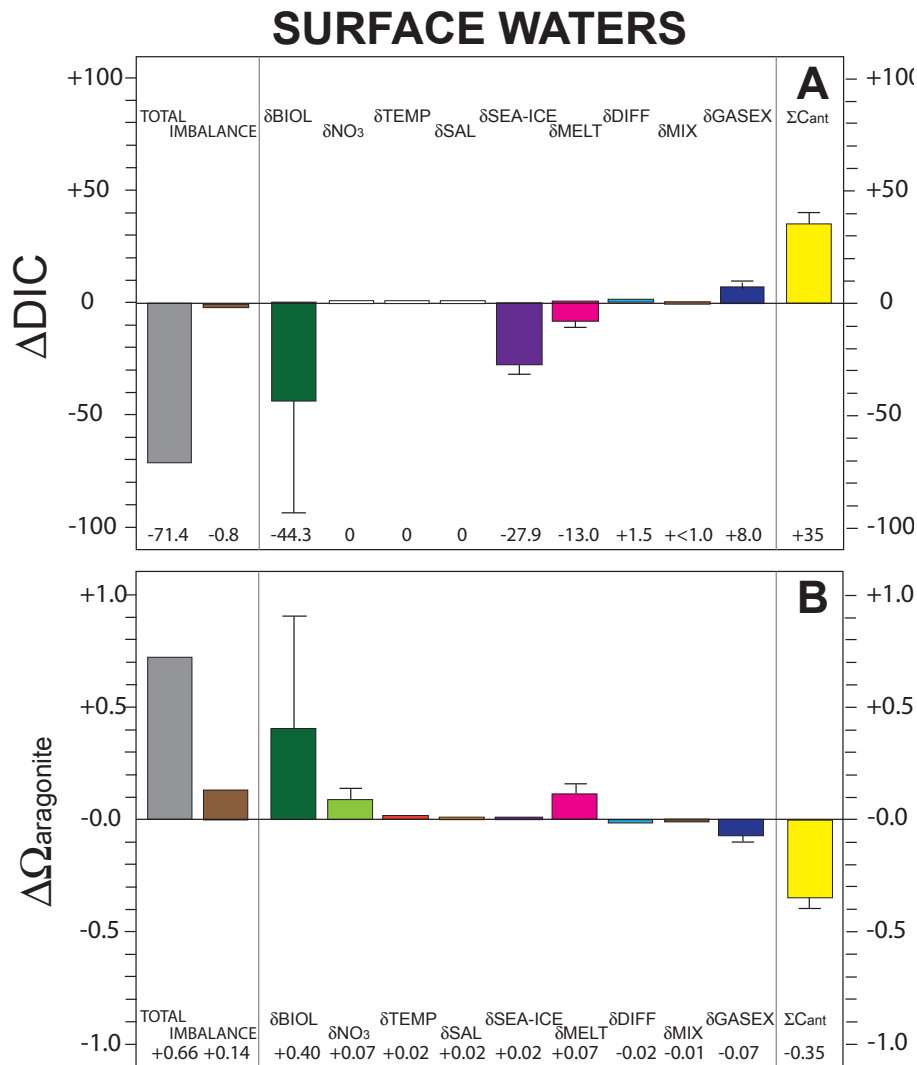 SURFACE WATERS
A
+100 +100
TOTAL IMBALANCE δBIOL δNO3 δTEMP δSAL δSEA-ICE δMELT δDIFF δMIX δGASEX ΣCant
+50 +50
ΔDIC
0 0
-50 -50
-100 -100
-71.4 -0.8 -44.3 0 0 0 -27.9 -13.0 +1.5 +<1.0 +8.0 +35
B
+1.0 +1.0
+0.5 +0.5
ΔΩaragonite
-0.0 -0.0
-0.5 -0.5
TOTAL IMBALANCE δBIOL δNO3 δTEMP δSAL δSEA-ICE δMELT δDIFF δMIX δGASEX ΣCant
-1.0 -1.0
+0.66 +0.14 +0.40 +0.07 +0.02 +0.02 +0.02 +0.07 -0.02 -0.01 -0.07 -0.35